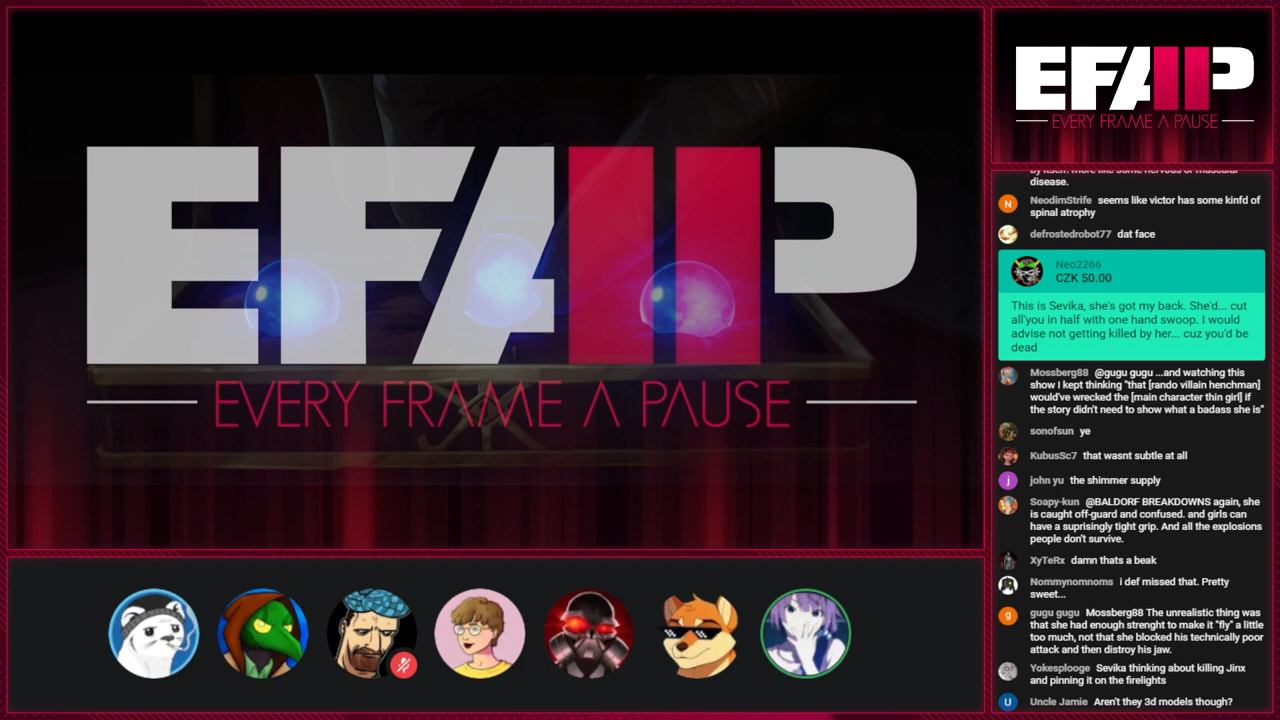 EFAP
EVERY FRAME A PAUSE
EFAP
EVERY FRAME A PAUSE
by itself. more like some nervous or muscular
disease.
N
NeodimStrife seems like victor has some kinfd of
spinal atrophy
defrostedrobot77 dat face
Neo2266
CZK 50.00
This is Sevika, she's got my back. She'd... cut
all'you in half with one hand swoop. I would
advise not getting killed by her... cuz you'd be
dead
Mossberg88 @gugu gugu ...and watching this
show I kept thinking "that [rando villain henchman]
would've wrecked the [main character thin girl] if
the story didn't need to show what a badass she is"
sonofsun ye
KubusSc7 that wasnt subtle at all
j
john yu the shimmer supply
Soapy-kun @BALDORF BREAKDOWNS again, she
is caught off-guard and confused. and girls can
have a suprisingly tight grip. And all the explosions
people don't survive.
XyTeRx damn thats a beak
Nommynomnoms i def missed that. Pretty
sweet...
g
gugu gugu Mossberg88 The unrealistic thing was
that she had enough strenght to make it "fly" a little
too much, not that she blocked his technically poor
attack and then distroy his jaw.
Yokesplooge Sevika thinking about killing Jinx
and pinning it on the firelights
U
Uncle Jamie Aren't they 3d models though?